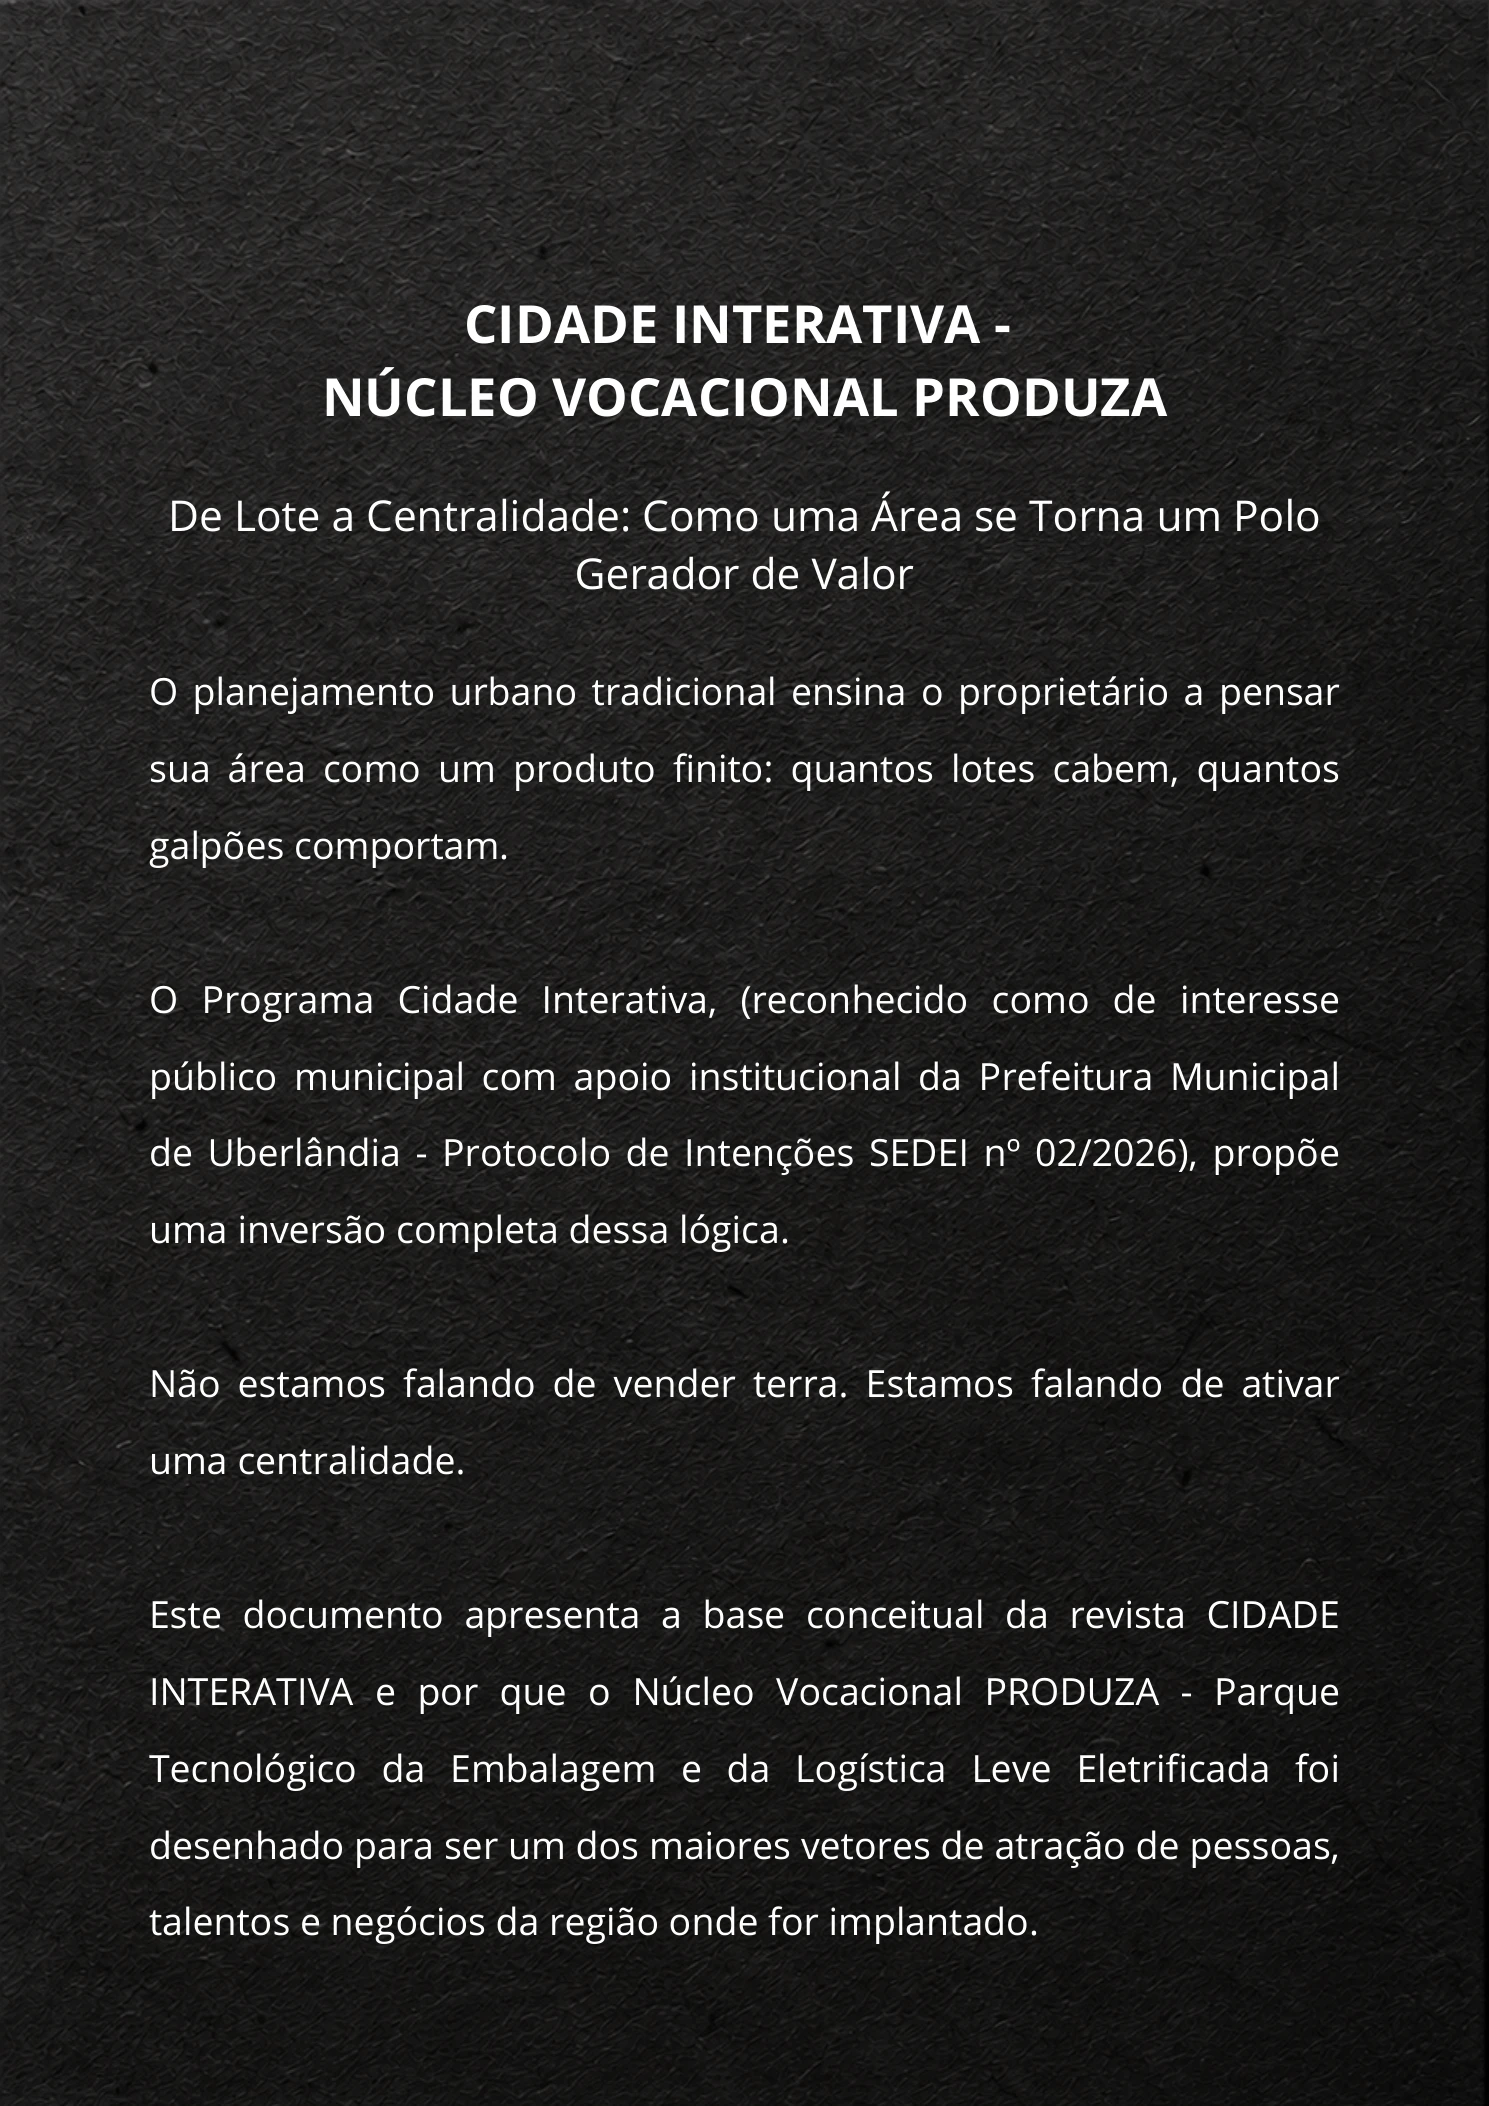 CIDADE INTERATIVA -
NÚCLEO VOCACIONAL PRODUZA
De Lote a Centralidade: Como uma Área se Torna um Polo
Gerador de Valor
O planejamento urbano tradicional ensina o proprietário a pensar
sua área como um produto finito: quantos lotes cabem, quantos
galpões comportam.
O Programa Cidade Interativa, (reconhecido como de interesse
público municipal com apoio institucional da Prefeitura Municipal
de Uberlândia - Protocolo de Intenções SEDEI nº 02/2026), propõe
uma inversão completa dessa lógica.
Não estamos falando de vender terra. Estamos falando de ativar
uma centralidade.
Este documento apresenta a base conceitual da revista CIDADE
INTERATIVA e por que o Núcleo Vocacional PRODUZA - Parque
Tecnológico da Embalagem e da Logística Leve Eletrificada foi
desenhado para ser um dos maiores vetores de atração de pessoas,
talentos e negócios da região onde for implantado.